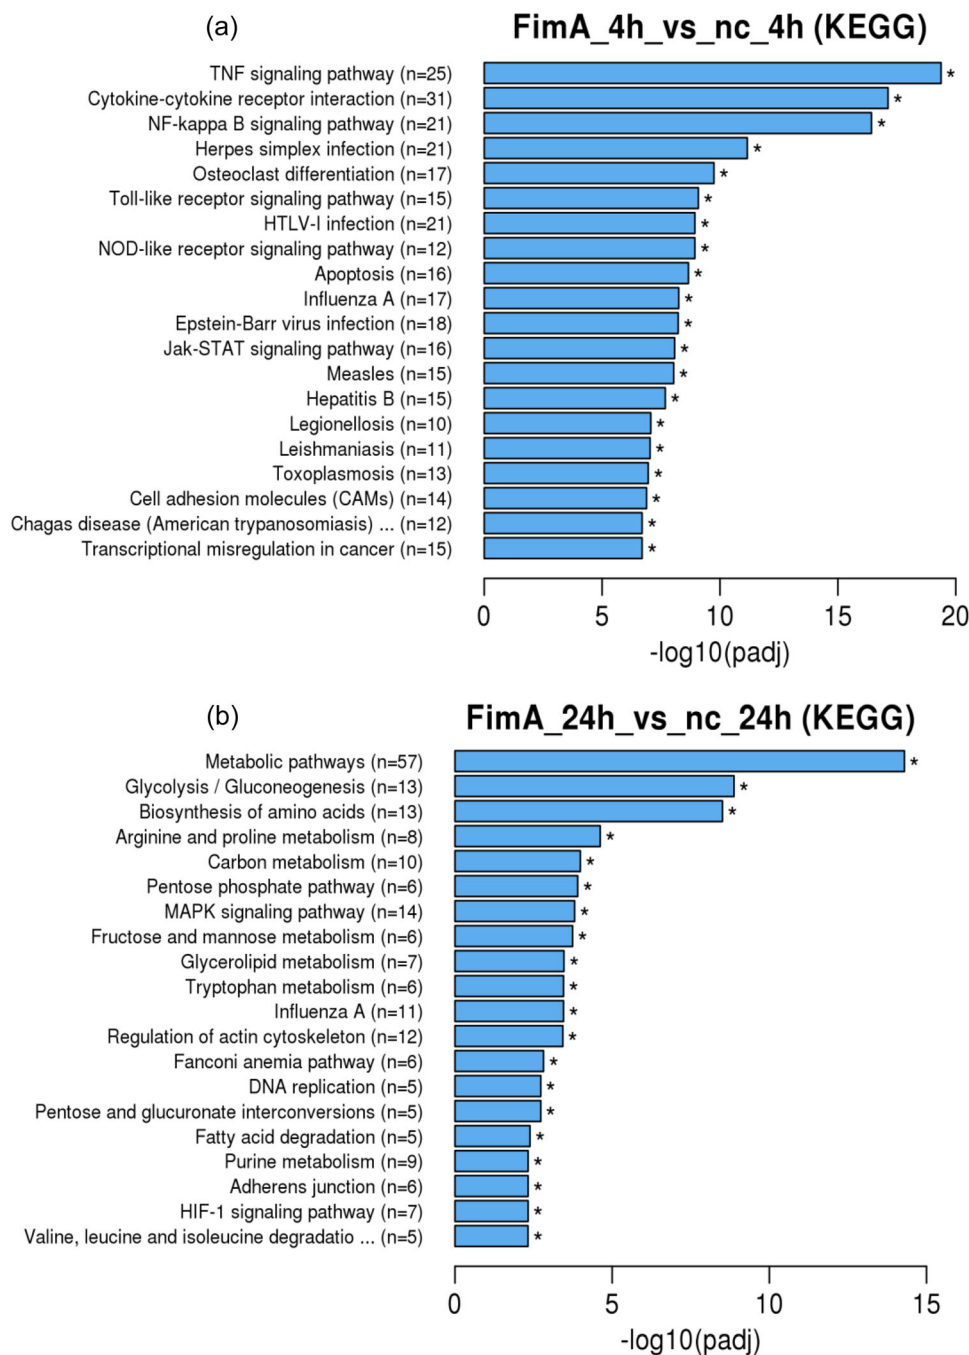 (a)
FimA_4h_vs_nc_4h (KEGG)
TNF signaling pathway (n=25) *
Cytokine-cytokine receptor interaction (n=31) *
NF-kappa B signaling pathway (n=21) *
Herpes simplex infection (n=21) *
Osteoclast differentiation (n=17) *
Toll-like receptor signaling pathway (n=15) *
HTLV-I infection (n=21) *
NOD-like receptor signaling pathway (n=12) *
Apoptosis (n=16) *
Influenza A (n=17) *
Epstein-Barr virus infection (n=18) *
Jak-STAT signaling pathway (n=16) *
Measles (n=15) *
Hepatitis B (n=15) *
Legionellosis (n=10) *
Leishmaniasis (n=11) *
Toxoplasmosis (n=13) *
Cell adhesion molecules (CAMs) (n=14) *
Chagas disease (American trypanosomiasis) ... (n=12) *
Transcriptional misregulation in cancer (n=15) *
0 5 10 15 20
-log10(padj)
(b)
FimA_24h_vs_nc_24h (KEGG)
Metabolic pathways (n=57) *
Glycolysis / Gluconeogenesis (n=13) *
Biosynthesis of amino acids (n=13) *
Arginine and proline metabolism (n=8) *
Carbon metabolism (n=10) *
Pentose phosphate pathway (n=6) *
MAPK signaling pathway (n=14) *
Fructose and mannose metabolism (n=6) *
Glycerolipid metabolism (n=7) *
Tryptophan metabolism (n=6) *
Influenza A (n=11) *
Regulation of actin cytoskeleton (n=12) *
Fanconi anemia pathway (n=6) *
DNA replication (n=5) *
Pentose and glucuronate interconversions (n=5) *
Fatty acid degradation (n=5) *
Purine metabolism (n=9) *
Adherens junction (n=6) *
HIF-1 signaling pathway (n=7) *
Valine, leucine and isoleucine degradatio ... (n=5) *
0 5 10 15
-log10(padj)